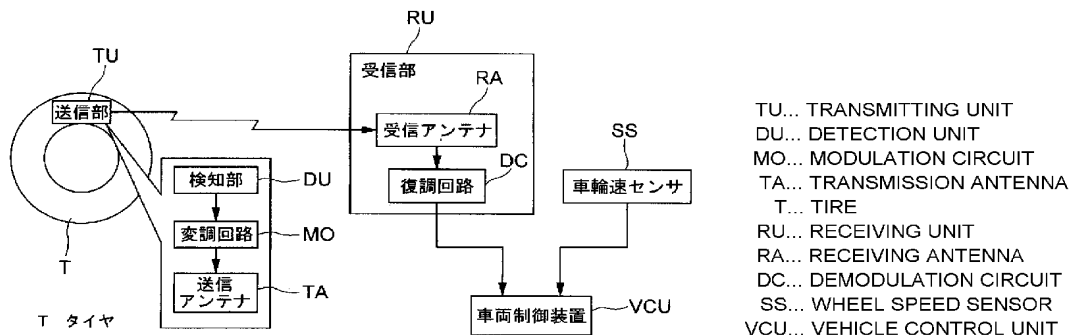 RU
TU
送信部
受信部
RA
受信アンテナ
SS
DC
復調回路
車輪速センサ
検知部
DU
変調回路
MO
送信
アンテナ
TA
T
T タイヤ
車両制御装置
VCU
TU... TRANSMITTING UNIT
DU... DETECTION UNIT
MO... MODULATION CIRCUIT
TA... TRANSMISSION ANTENNA
T... TIRE
RU... RECEIVING UNIT
RA... RECEIVING ANTENNA
DC... DEMODULATION CIRCUIT
SS... WHEEL SPEED SENSOR
VCU... VEHICLE CONTROL UNIT